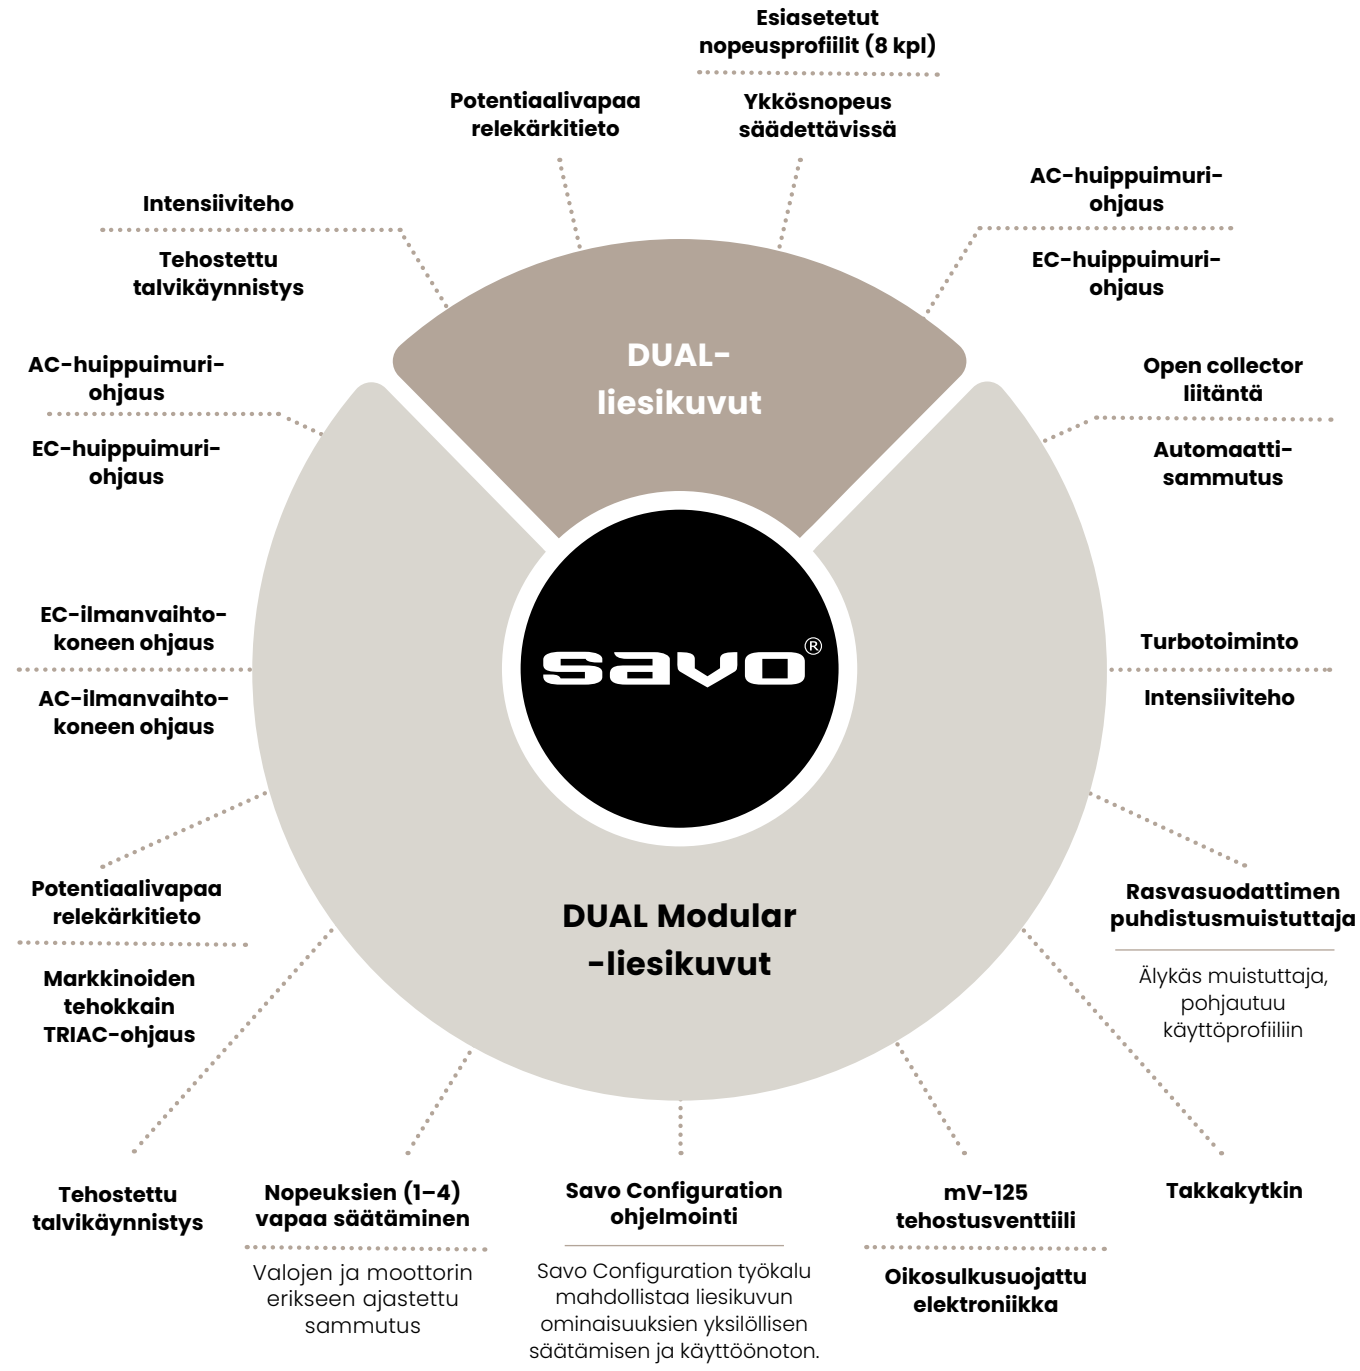 Esiasetetut
nopeusprofiilit (8 kpl)
Ykkösnopeus
säädettävissä
Potentiaalivapaa
relekärkitieto
Intensiiviteho
Tehostettu
talvikäynnistys
AC-huippuimuri-
ohjaus
EC-huippuimuri-
ohjaus
DUAL-
liesikuvut
AC-huippuimuri-
ohjaus
EC-huippuimuri-
ohjaus
Open collector
liitäntä
Automaatti-
sammutus
EC-ilmanvaihto-
koneen ohjaus
AC-ilmanvaihto-
koneen ohjaus
savo®
Turbotoiminto
Intensiiviteho
DUAL Modular
-liesikuvut
Potentiaalivapaa
relekärkitieto
Markkinoiden
tehokkain
TRIAC-ohjaus
Rasvasuodattimen
puhdistusmuistuttaja
Älykäs muistuttaja,
pohjautuu
käyttöprofiiliin
Tehostettu
talvikäynnistys
Nopeuksien (1–4)
vapaa säätäminen
Valojen ja moottorin
erikseen ajastettu
sammutus
Savo Configuration
ohjelmointi
Savo Configuration työkalu
mahdollistaa liesikuvun
ominaisuuksien yksilöllisen
säätämisen ja käyttöönoton.
mV-125
tehostusventtiili
Oikosulkusuojattu
elektroniikka
Takkakytkin